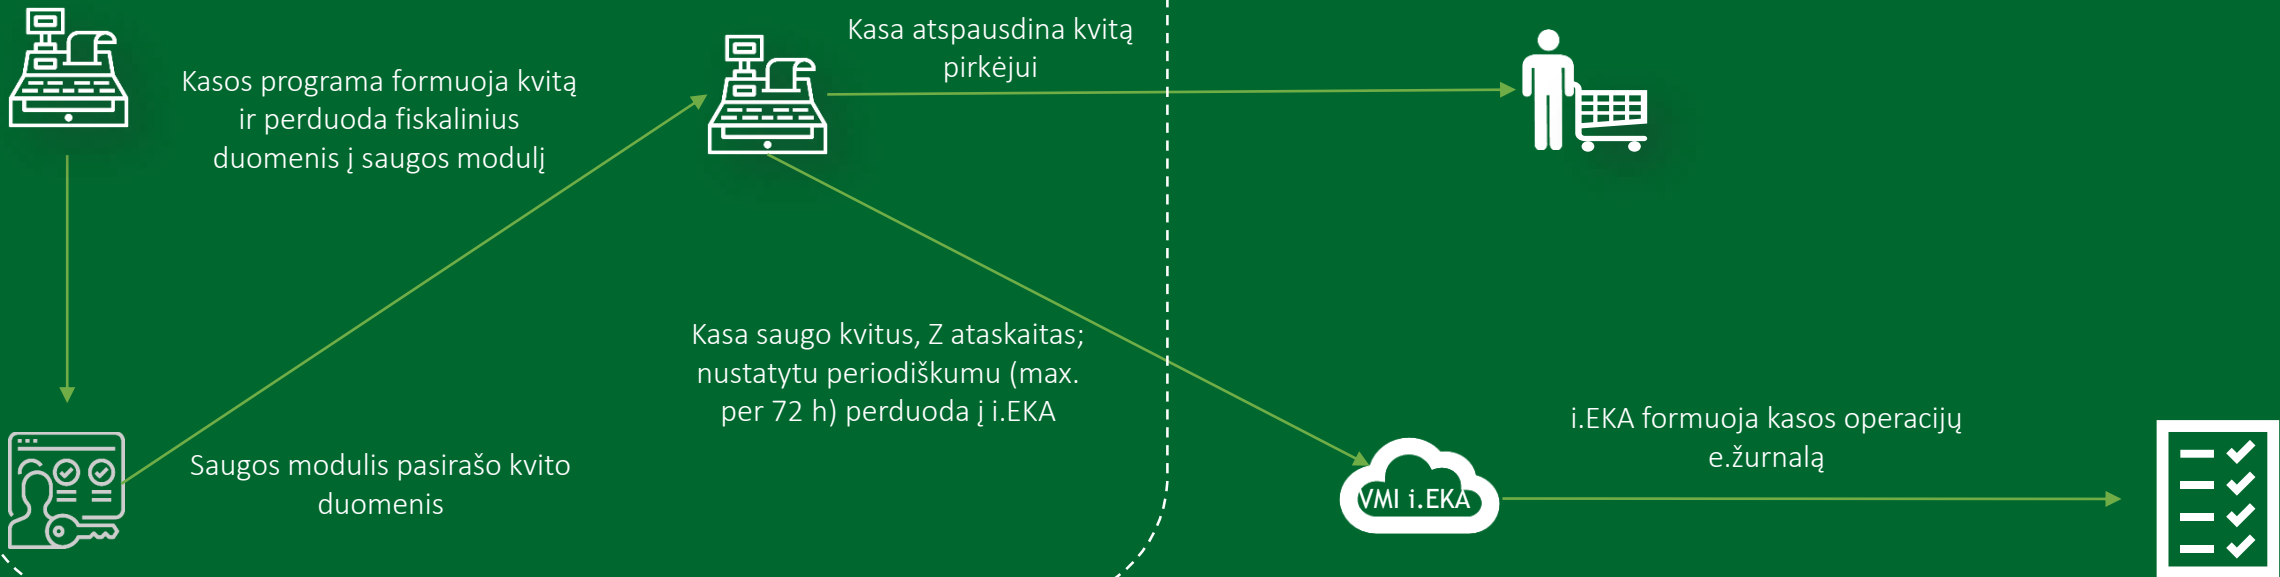 Kasa atspausdina kvitą
pirkėjui
Kasos programa formuoja kvitą
ir perduoda fiskalinius
duomenis į saugos modulį
Kasa saugo kvitus, Z ataskaitas;
nustatytu periodiškumu (max.
per 72 h) perduoda į i.EKA
i.EKA formuoja kasos operacijų
e.žurnalą
Saugos modulis pasirašo kvito
duomenis
VMI i.EKA